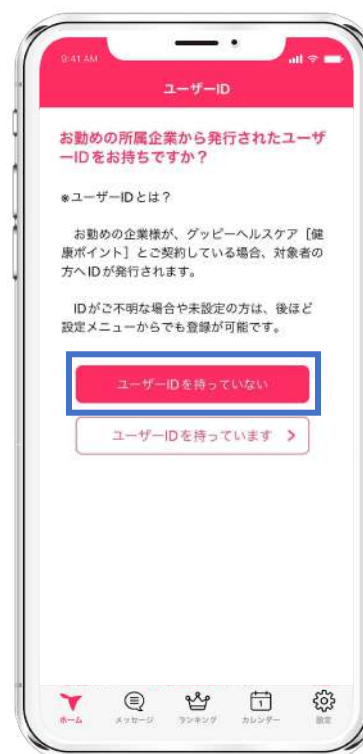 9:41 AM
ユーザーID
お勤めの所属企業から発行されたユーザ
ーIDをお持ちですか？
※ユーザーIDとは？
お勤めの企業様が、グッピーヘルスケア［健
康ポイント］とご契約している場合、対象者の
方へIDが発行されます。
IDがご不明な場合や未設定の方は、後ほど
設定メニューからでも登録が可能です。
ユーザーIDを持っていない
ユーザーIDを持っています
1
ホーム メッセージ ランキング カレンダー 設定